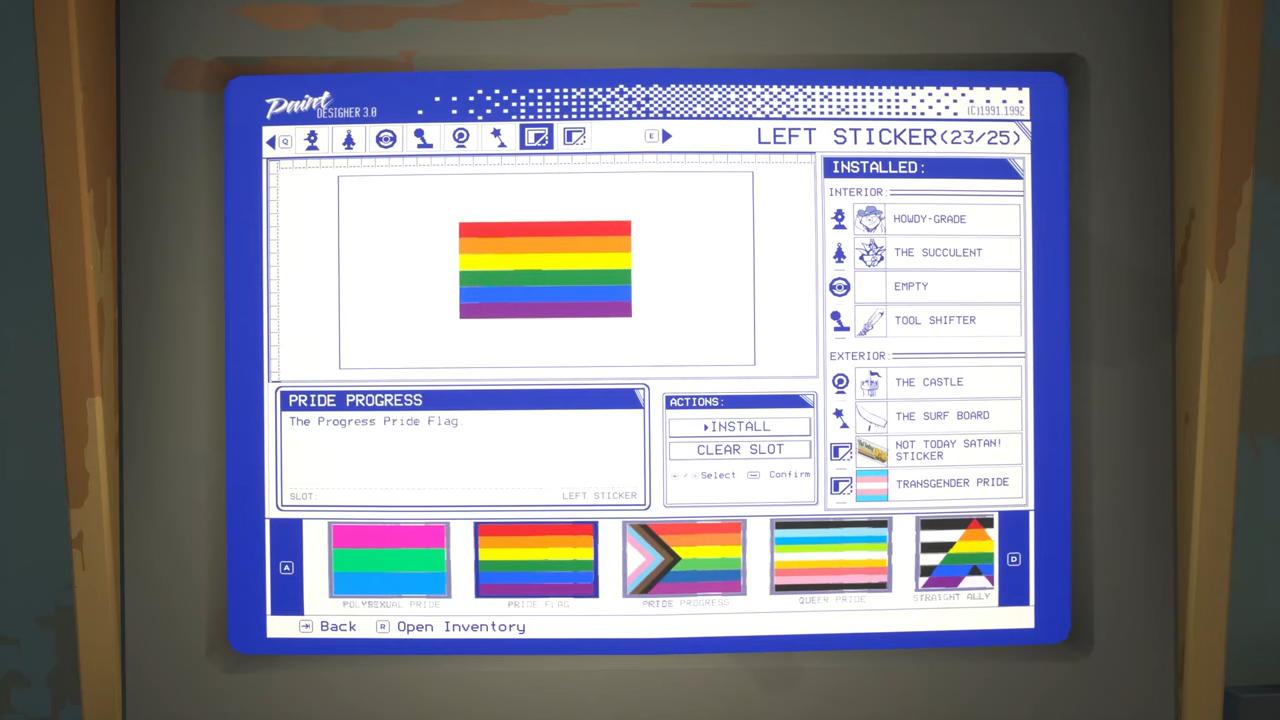 Paint
DESIGNER 3.0
(C)1991,1992
Q
E
LEFT STICKER(23/25)
INSTALLED:
INTERIOR:
HOWDY-GRADE
THE SUCCULENT
EMPTY
TOOL SHIFTER
EXTERIOR:
THE CASTLE
THE SURF BOARD
NOT TODAY SATAN!
STICKER
TRANSGENDER PRIDE
PRIDE PROGRESS
The Progress Pride Flag.
SLOT:
LEFT STICKER
ACTIONS:
INSTALL
CLEAR SLOT
Select
Confirm
A
D
POLYSEXUAL PRIDE
PRIDE FLAG
PRIDE PROGRESS
QUEER PRIDE
STRAIGHT ALLY
Back
R
Open Inventory